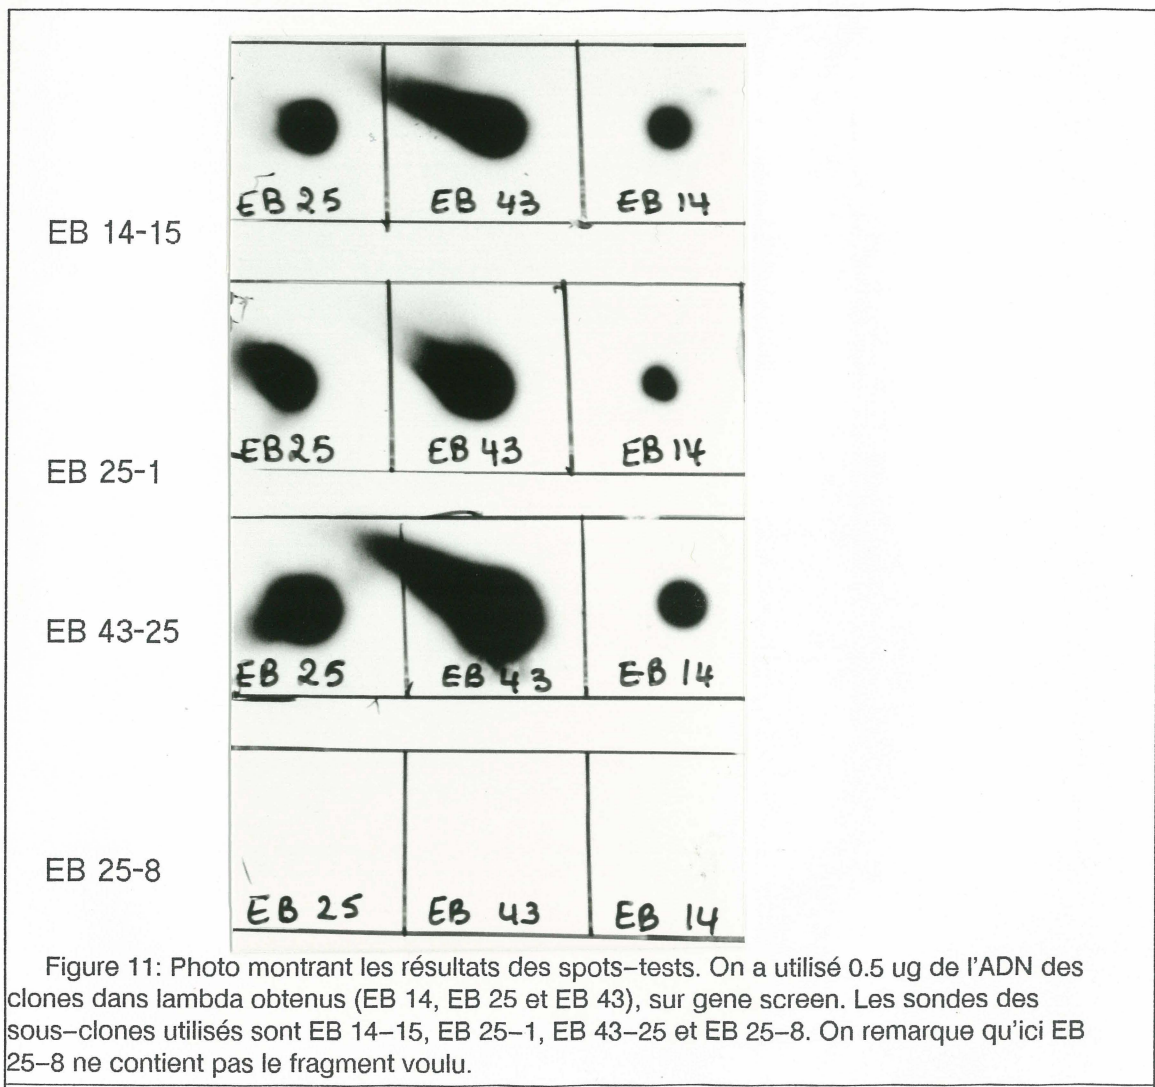 EB 25 EB 43 EB 14
EB 14-15
EB25 EB 43 EB 14
EB 25-1
EB 43-25
EB 25 EB 43 EB 14
EB 25-8
EB 25 EB 43 EB 14
Figure 11: Photo montrant les résultats des spots-tests. On a utilisé 0.5 ug de l'ADN des
clones dans lambda obtenus (EB 14, EB 25 et EB 43), sur gene screen. Les sondes des
sous-clones utilisés sont EB 14-15, EB 25-1, EB 43-25 et EB 25-8. On remarque qu'ici EB
25-8 ne contient pas le fragment voulu.